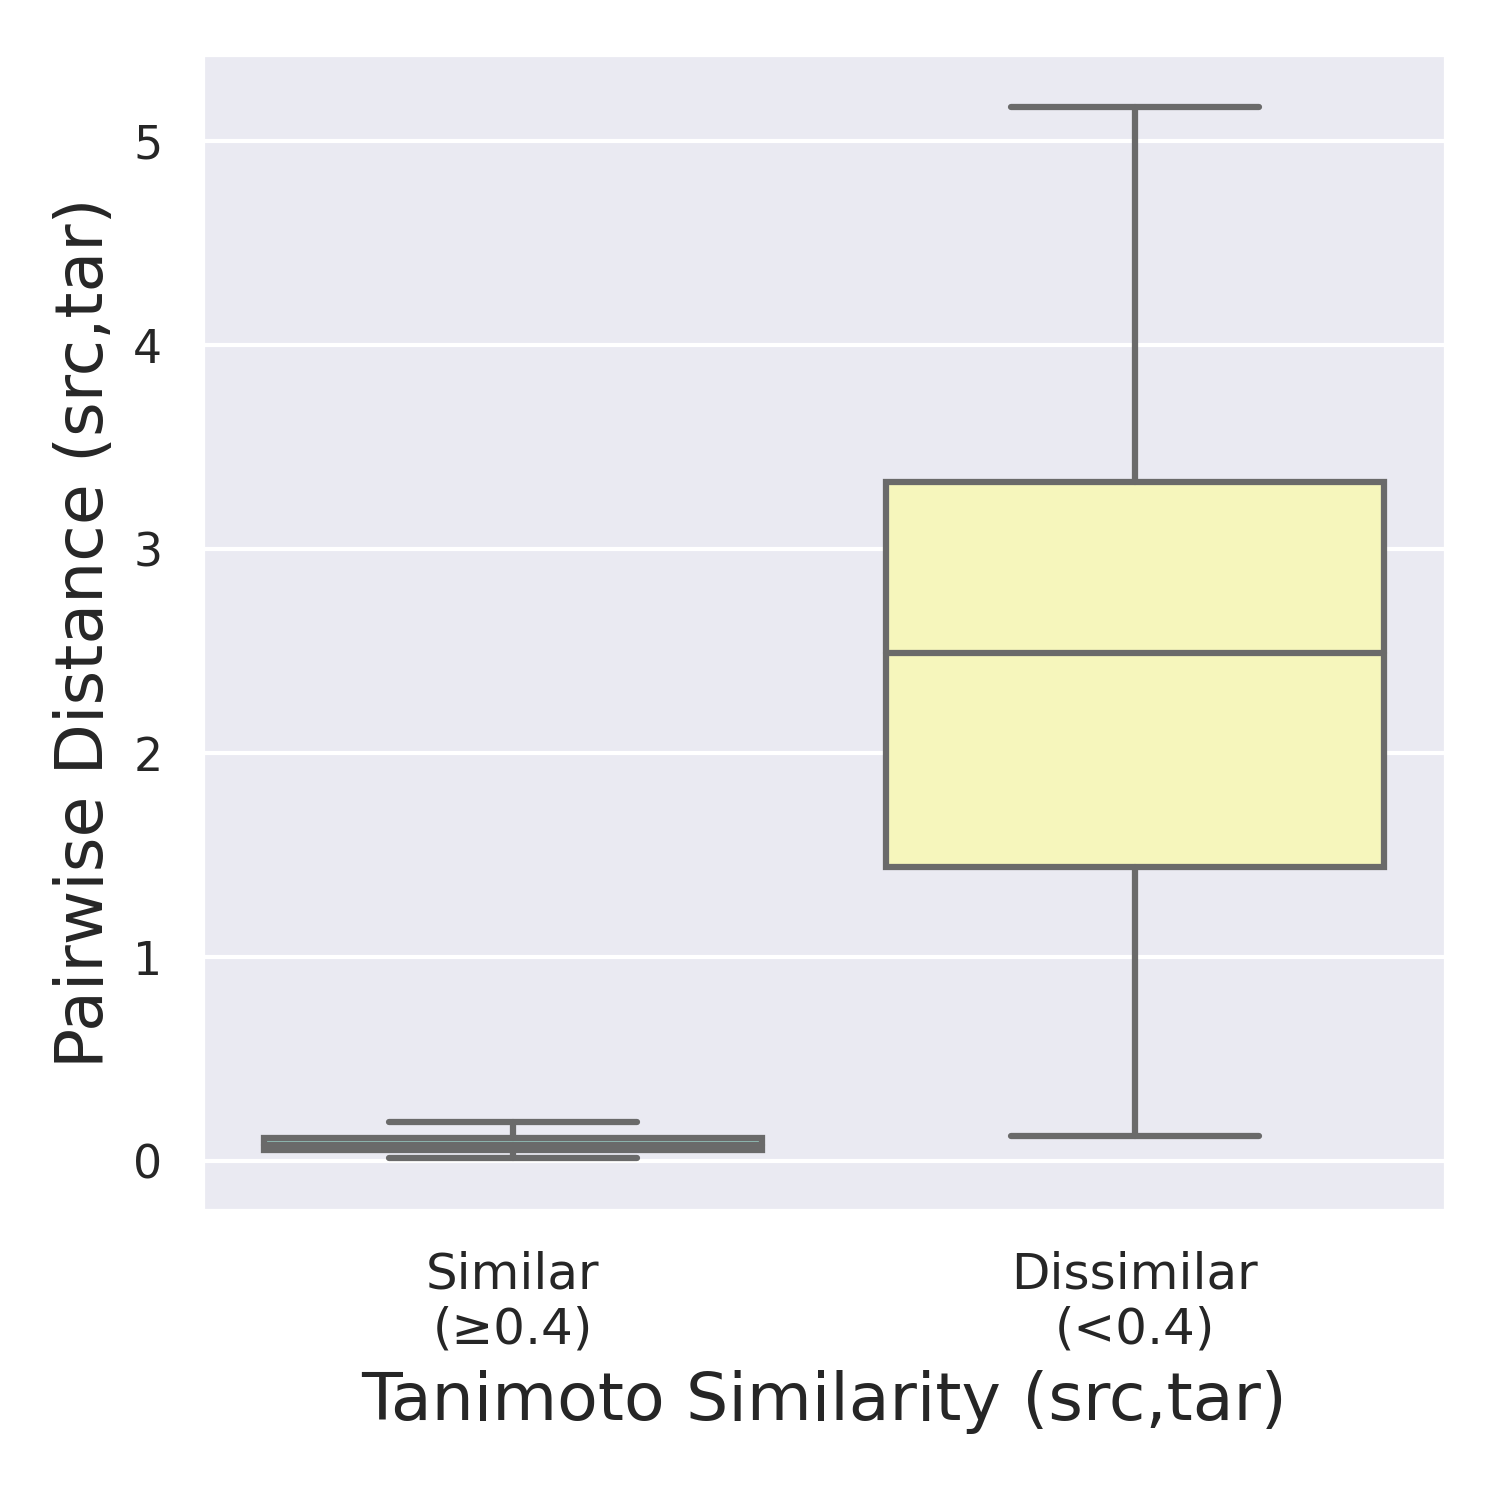 Pairwise Distance (src,tar)
5
4
3
2
1
0
Similar
(≥0.4)
Dissimilar
(<0.4)
Tanimoto Similarity (src,tar)